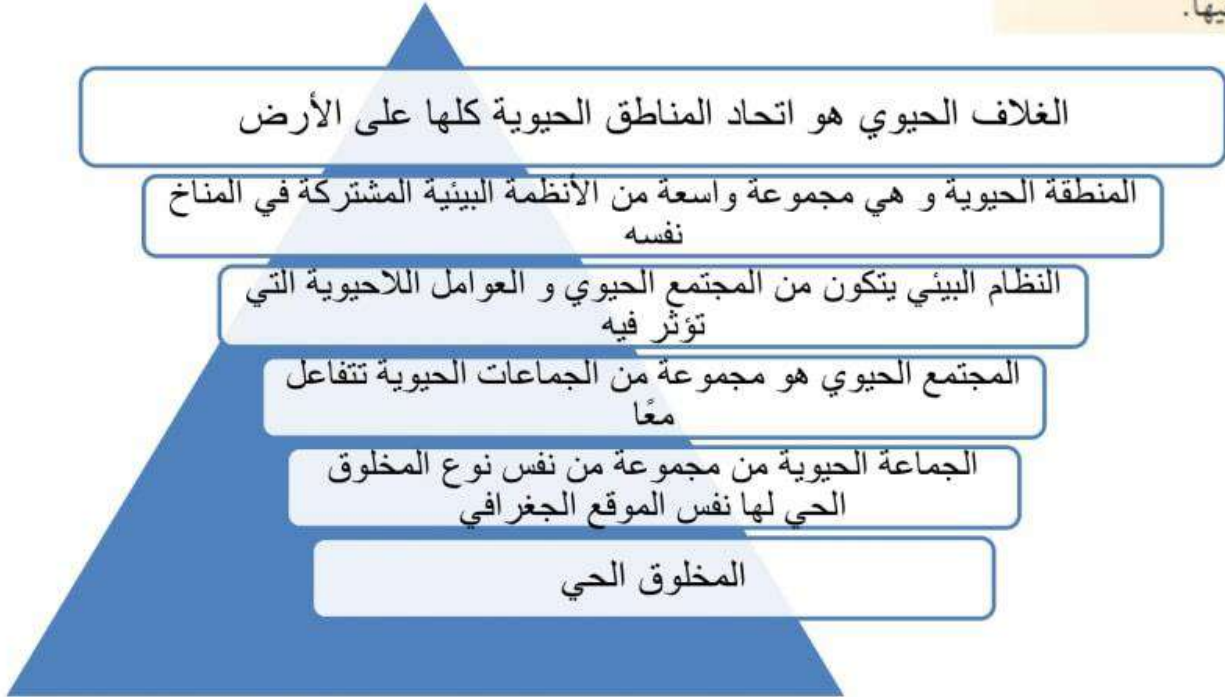 يها.
الغلاف الحيوي هو اتحاد المناطق الحيوية كلها على الأرض
المنطقة الحيوية و هي مجموعة واسعة من الأنظمة البيئية المشتركة في المناخ
نفسه
النظام البيئي يتكون من المجتمع الحيوي و العوامل اللاحيوية التي
تؤثر فيه
المجتمع الحيوي هو مجموعة من الجماعات الحيوية تتفاعل
معًا
الجماعة الحيوية من مجموعة من نفس نوع المخلوق
الحي لها نفس الموقع الجغرافي
المخلوق الحي